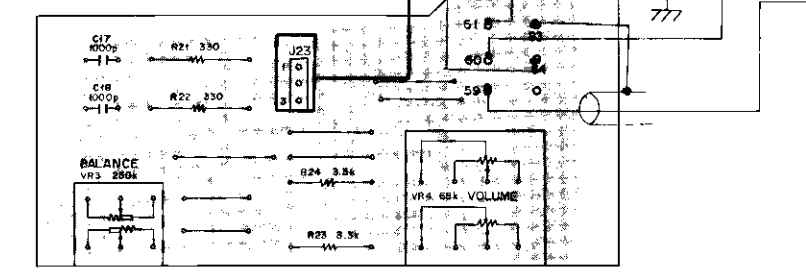 C17
1000p
R21 330
J23
1
3
C18
1000p
R22 330
61
63
60
59
BALANCE
VR3 250k
R24 3.3k
VR4 68k VOLUME
R23 3.3k